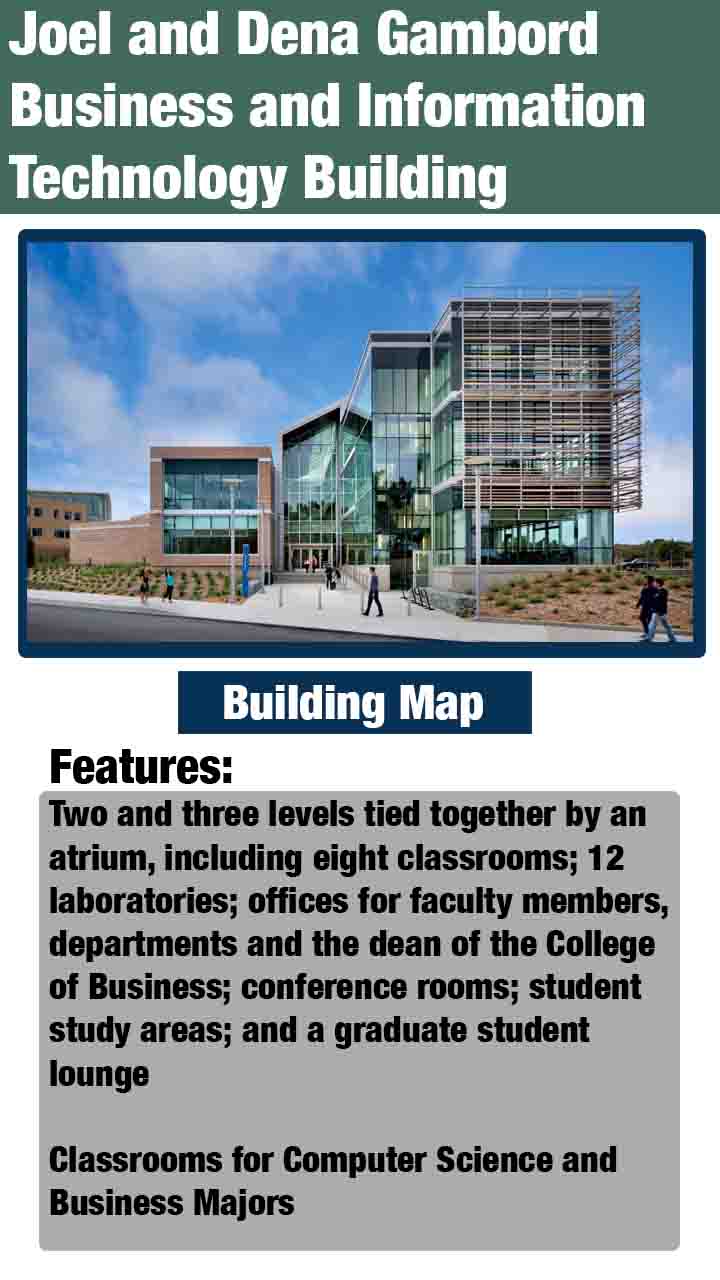 Joel and Dena Gambord
Business and Information
Technology Building
Building Map
Features:
Two and three levels tied together by an
atrium, including eight classrooms; 12
laboratories; offices for faculty members,
departments and the dean of the College
of Business; conference rooms; student
study areas; and a graduate student
lounge
Classrooms for Computer Science and
Business Majors